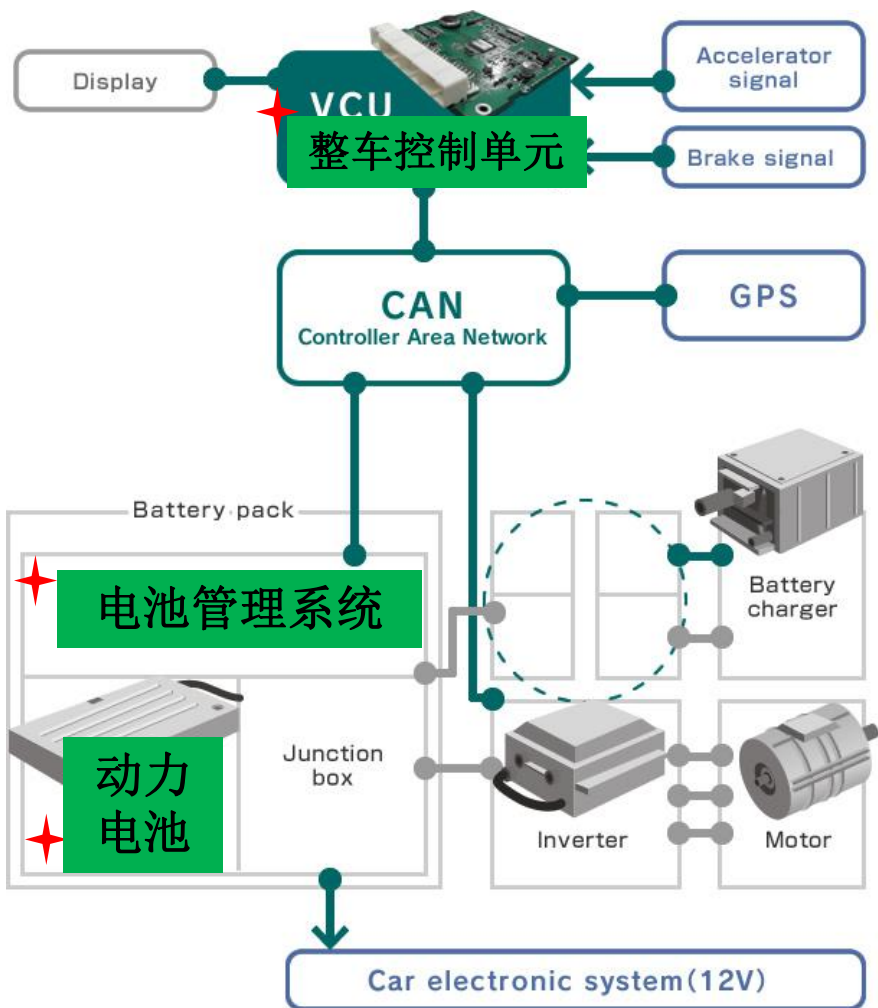 Display
VCU
整车控制单元
Accelerator
signal
Brake signal
CAN
Controller Area Network
GPS
Battery pack
电池管理系统
Battery
charger
动力
电池
Junction
box
Inverter
Motor
Car electronic system(12V)